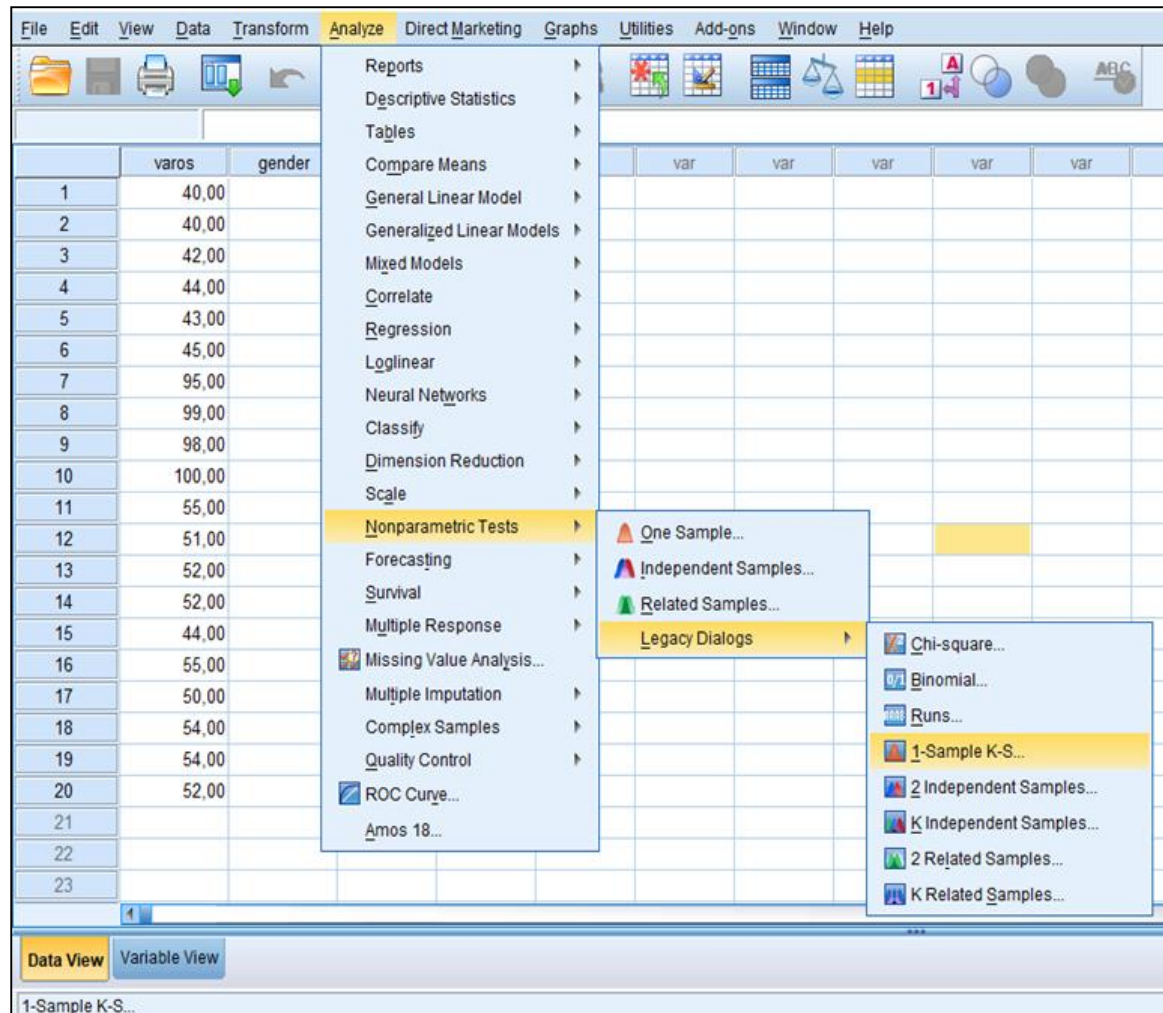 File Edit View Data Transform Analyze Direct Marketing Graphs Utilities Add-ons Window Help
A
1
ABC
varos gender var var var var var
1 40,00
2 40,00
3 42,00
4 44,00
5 43,00
6 45,00
7 95,00
8 99,00
9 98,00
10 100,00
11 55,00
12 51,00
13 52,00
14 52,00
15 44,00
16 55,00
17 50,00
18 54,00
19 54,00
20 52,00
21
22
23
Reports
Descriptive Statistics
Tables
Compare Means
General Linear Model
Generalized Linear Models
Mixed Models
Correlate
Regression
Loglinear
Neural Networks
Classify
Dimension Reduction
Scale
Nonparametric Tests
Forecasting
Survival
Multiple Response
Missing Value Analysis...
Multiple Imputation
Complex Samples
Quality Control
ROC Curve...
Amos 18...
One Sample...
Independent Samples...
Related Samples...
Legacy Dialogs
Chi-square...
0/1 Binomial...
Runs...
1-Sample K-S...
2 Independent Samples...
K Independent Samples...
2 Related Samples...
K Related Samples...
Data View Variable View
1-Sample K-S...